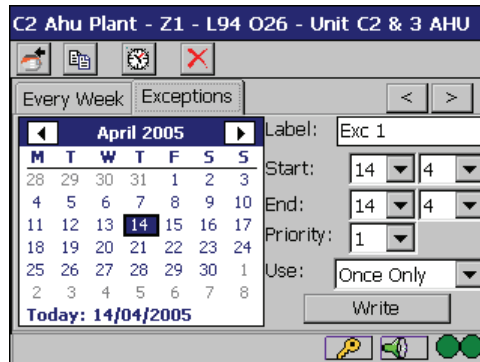 C2 Ahu Plant - Z1 - L94 O26 - Unit C2 & 3 AHU
Every Week Exceptions < >
April 2005
M T W T F S S
28 29 30 31 1 2 3
4 5 6 7 8 9 10
11 12 13 14 15 16 17
18 19 20 21 22 23 24
25 26 27 28 29 30 1
2 3 4 5 6 7 8
Today: 14/04/2005
Label: Exc 1
Start: 14 4
End: 14 4
Priority: 1
Use: Once Only
Write